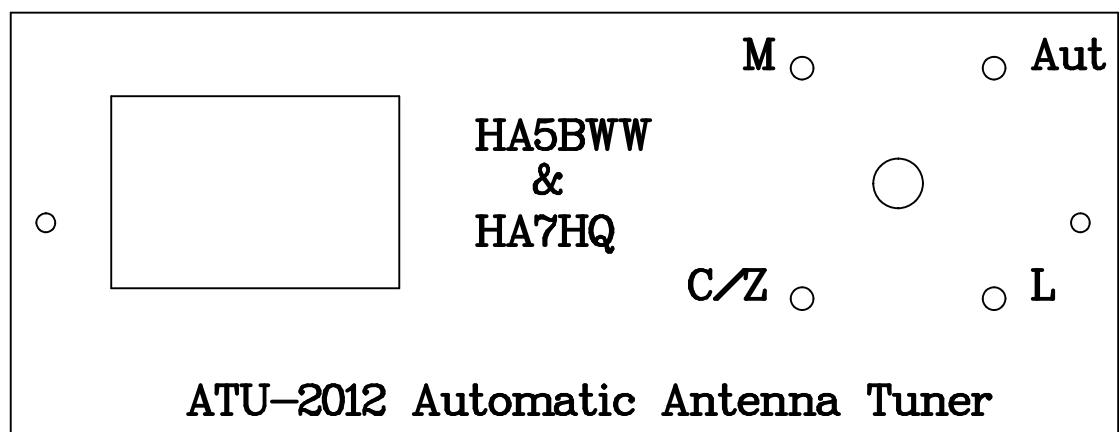 M
Aut
HA5BWW
&
HA7HQ
C/Z
L
ATU-2012 Automatic Antenna Tuner